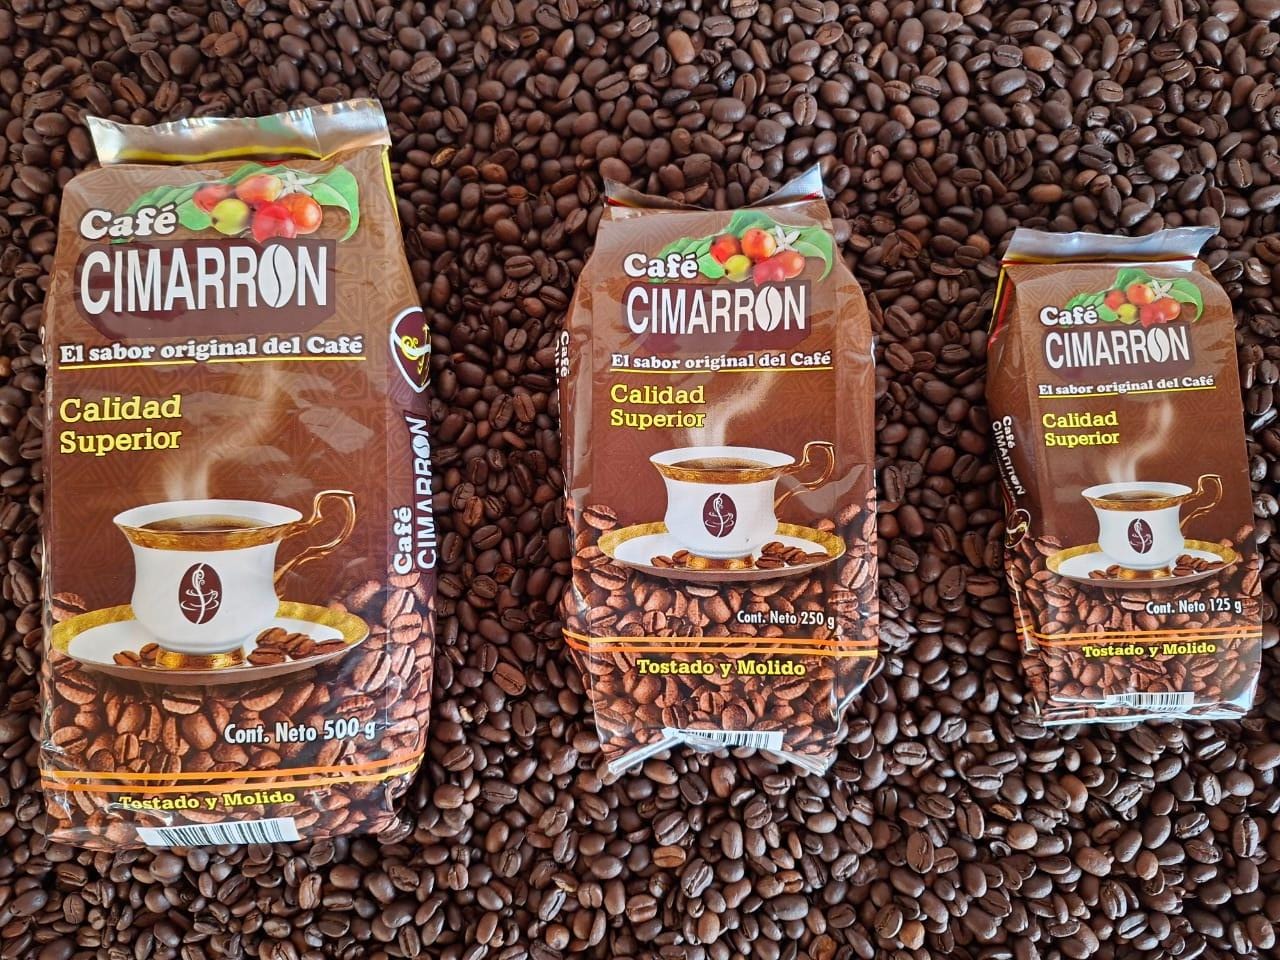 Café
CIMARRON
El sabor original del Café
Calidad
Superior
Cont. Neto 500 g
Tostado y Molido
Café
CIMARRON
Café
CIMARRON
El sabor original del Café
Calidad
Superior
Cont. Neto 250 g
Tostado y Molido
Café
Café
CIMARRON
El sabor original del Café
Calidad
Superior
Cont. Neto 125 g
Tostado y Molido
Café
CIMARRON